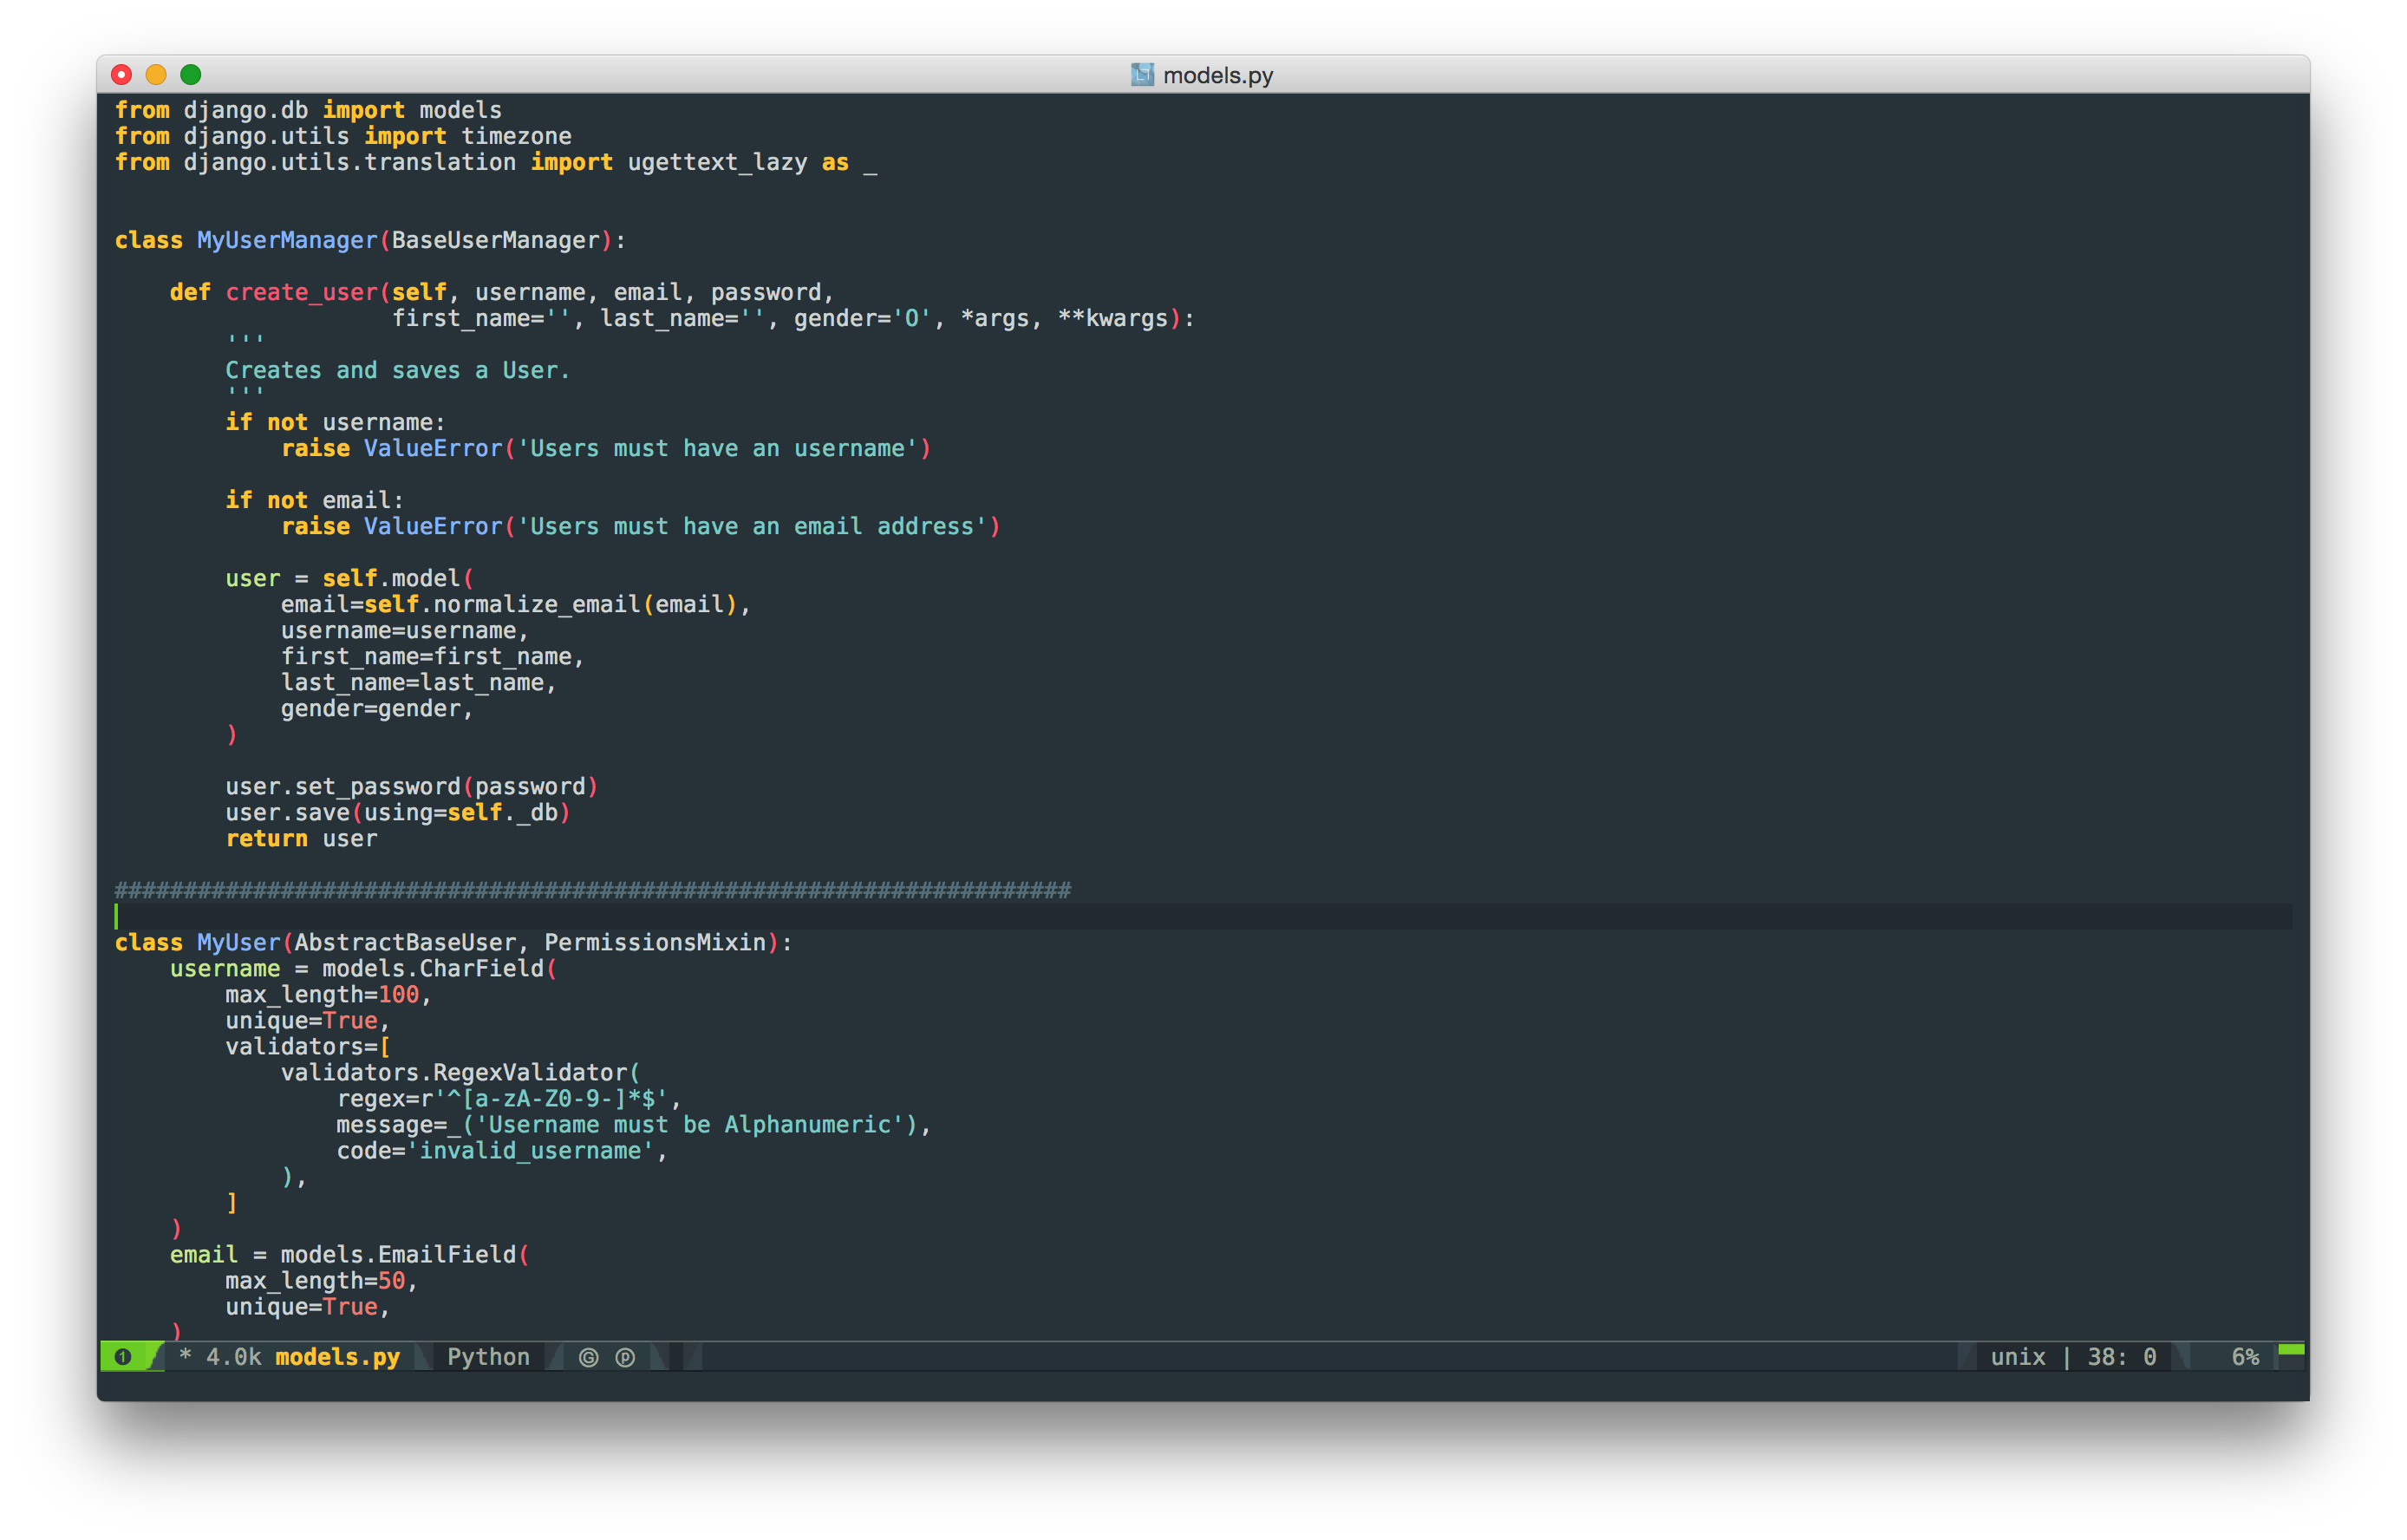 models.py
from django.db import models
from django.utils import timezone
from django.utils.translation import ugettext_lazy as _
class MyUserManager(BaseUserManager):
    def create_user(self, username, email, password,
                    first_name='', last_name='', gender='O', *args, **kwargs):
        '''
        Creates and saves a User.
        '''
        if not username:
            raise ValueError('Users must have an username')
        if not email:
            raise ValueError('Users must have an email address')
        user = self.model(
            email=self.normalize_email(email),
            username=username,
            first_name=first_name,
            last_name=last_name,
            gender=gender,
        )
        user.set_password(password)
        user.save(using=self._db)
        return user
#####################################################################
class MyUser(AbstractBaseUser, PermissionsMixin):
    username = models.CharField(
        max_length=100,
        unique=True,
        validators=[
            validators.RegexValidator(
                regex=r'^[a-zA-Z0-9-]*$',
                message=_('Username must be Alphanumeric'),
                code='invalid_username',
            ),
        ]
    )
    email = models.EmailField(
        max_length=50,
        unique=True,
    )
❶ * 4.0k models.py Python Ⓖ ⓟ unix | 38: 0 6%